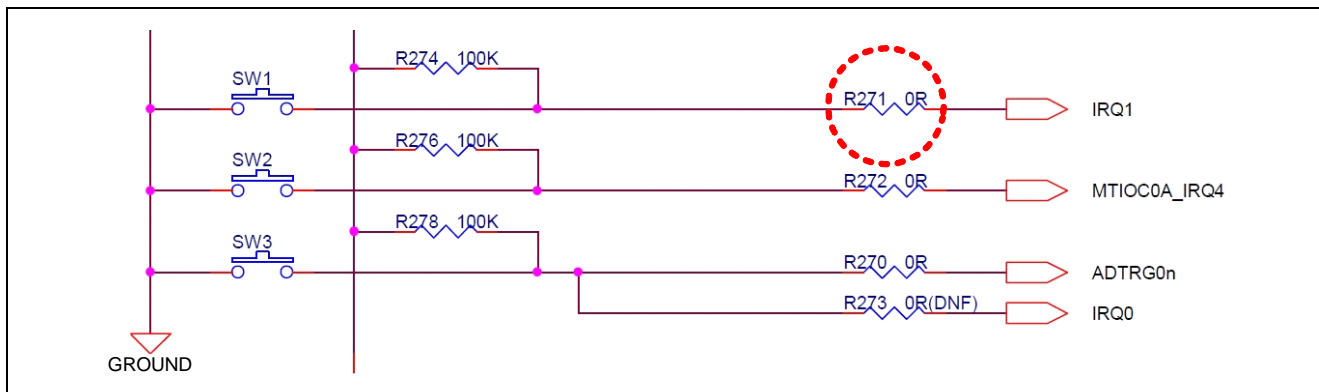 R274 100K
SW1
R271 0R
IRQ1
R276 100K
SW2
R272 0R
MTIOC0A_IRQ4
R278 100K
SW3
R270 0R
ADTRG0n
R273 0R(DNF)
IRQ0
GROUND